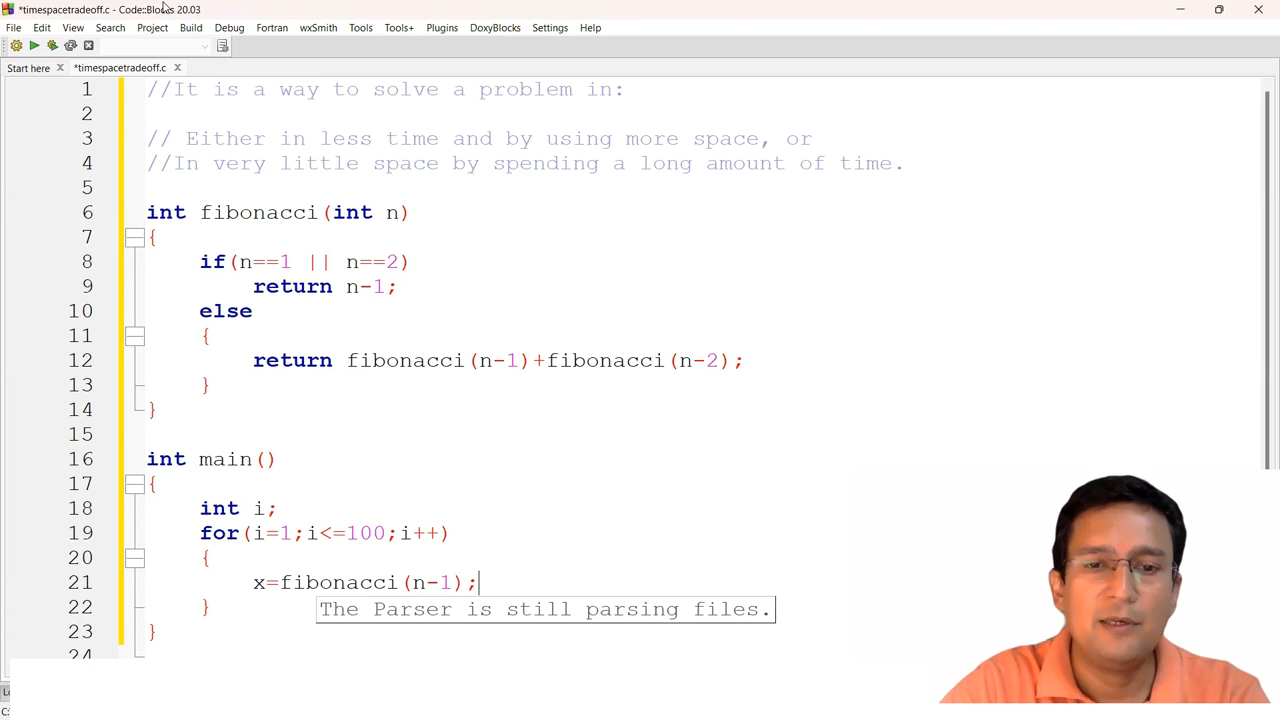 *timespacetradeoff.c - Code::Blocks 20.03
File Edit View Search Project Build Debug Fortran wxSmith Tools Tools+ Plugins DoxyBlocks Settings Help
Start here *timespacetradeoff.c
1 //It is a way to solve a problem in:
2
3 // Either in less time and by using more space, or
4 //In very little space by spending a long amount of time.
5
6 int fibonacci(int n)
7 {
8 if(n==1 || n==2)
9 return n-1;
10 else
11 {
12 return fibonacci(n-1)+fibonacci(n-2);
13 }
14 }
15
16 int main()
17 {
18 int i;
19 for(i=1;i<=100;i++)
20 {
21 x=fibonacci(n-1);
22 }
The Parser is still parsing files.
23 }
24